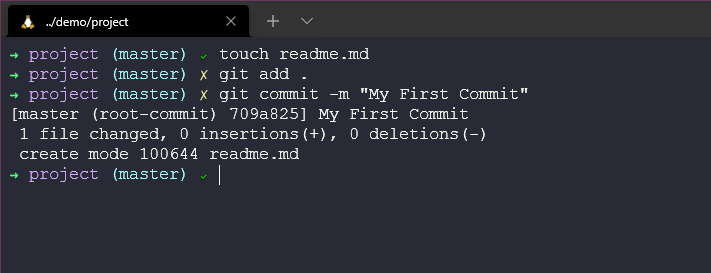 ../demo/project
→ project (master) ✓ touch readme.md
→ project (master) ✗ git add .
→ project (master) ✗ git commit -m "My First Commit"
[master (root-commit) 709a825] My First Commit
 1 file changed, 0 insertions(+), 0 deletions(-)
 create mode 100644 readme.md
→ project (master) ✓